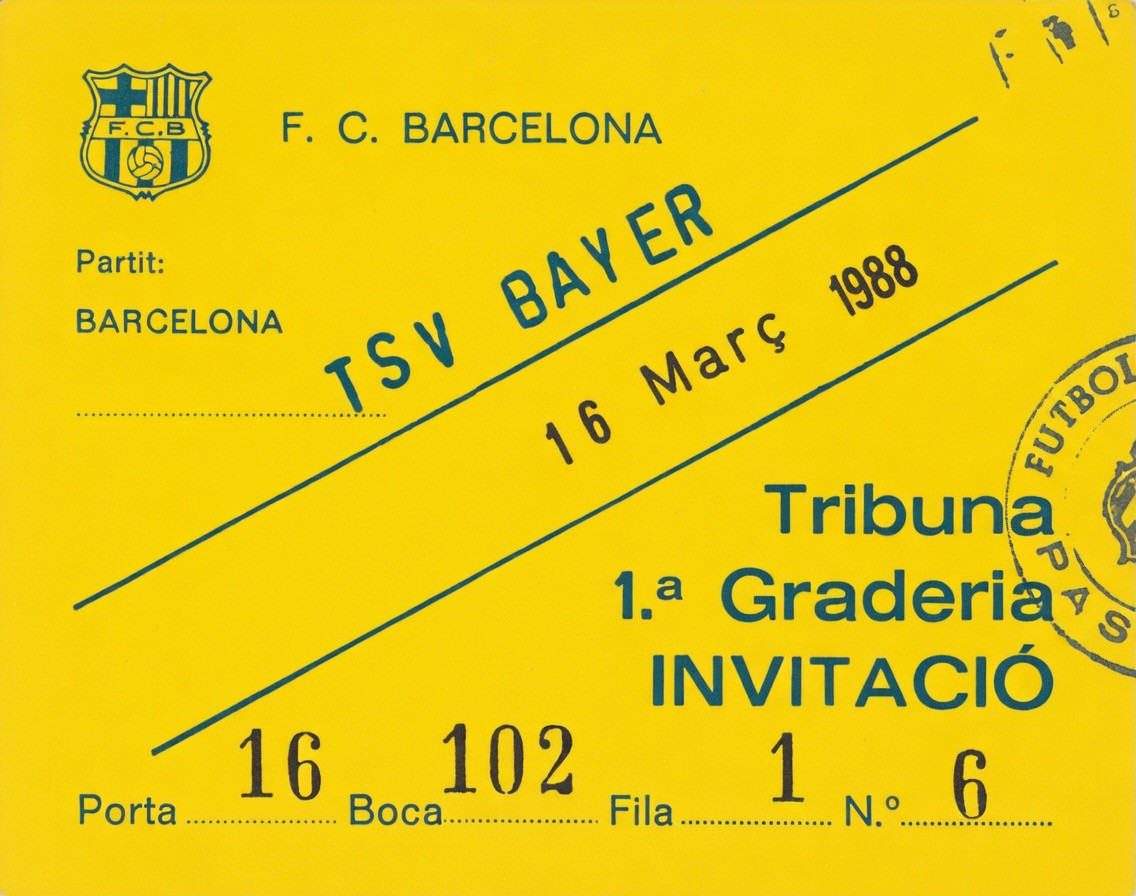 F. C. B
F. C. BARCELONA
Partit:
BARCELONA
TSV BAYER
16 Març 1988
FUTBOL
PAS
Tribuna
1.ª Graderia
INVITACIÓ
Porta 16 Boca 102 Fila 1 N.º 6